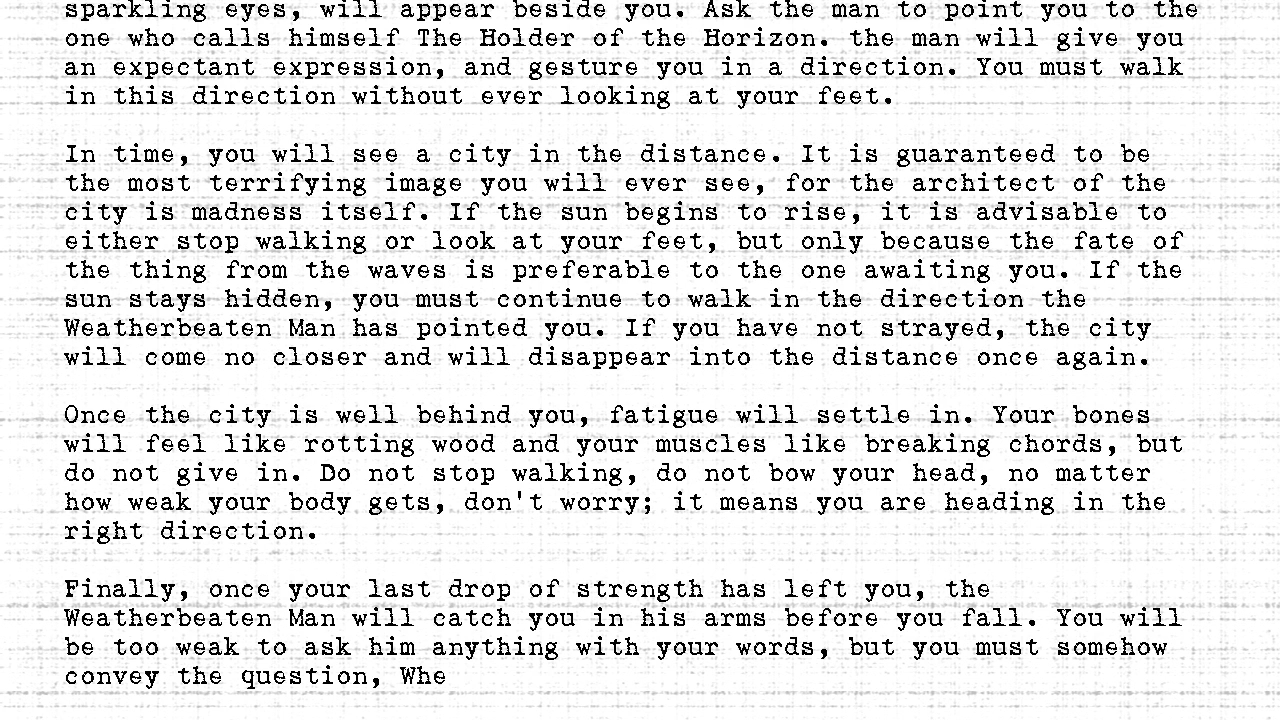 sparkling eyes, will appear beside you. Ask the man to point you to the
one who calls himself The Holder of the Horizon. the man will give you
an expectant expression, and gesture you in a direction. You must walk
in this direction without ever looking at your feet.
In time, you will see a city in the distance. It is guaranteed to be
the most terrifying image you will ever see, for the architect of the
city is madness itself. If the sun begins to rise, it is advisable to
either stop walking or look at your feet, but only because the fate of
the thing from the waves is preferable to the one awaiting you. If the
sun stays hidden, you must continue to walk in the direction the
Weatherbeaten Man has pointed you. If you have not strayed, the city
will come no closer and will disappear into the distance once again.
Once the city is well behind you, fatigue will settle in. Your bones
will feel like rotting wood and your muscles like breaking chords, but
do not give in. Do not stop walking, do not bow your head, no matter
how weak your body gets, don't worry; it means you are heading in the
right direction.
Finally, once your last drop of strength has left you, the
Weatherbeaten Man will catch you in his arms before you fall. You will
be too weak to ask him anything with your words, but you must somehow
convey the question, Whe